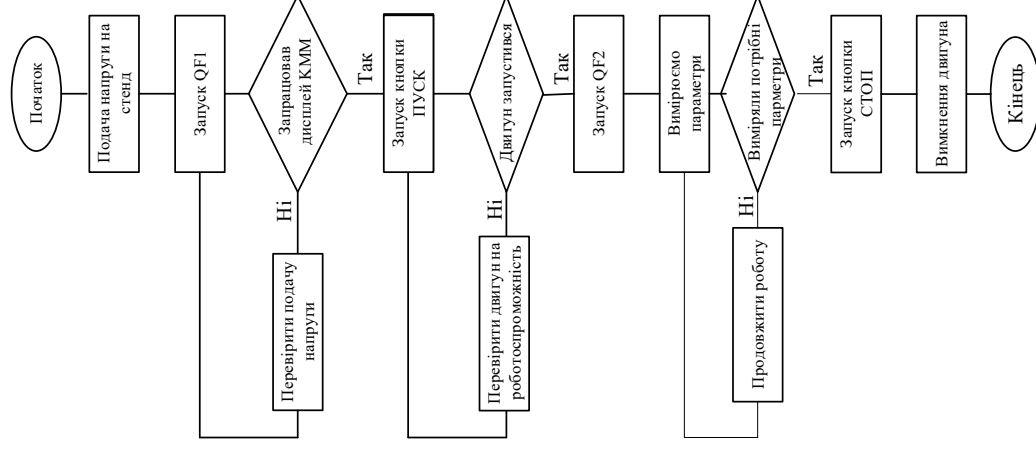 Початок
Подача напруги на
стенд
Запуск QF1
Запрацював
дисплей КММ
Так
Ні
Перевірити подачу
напруги
Запуск кнопки
ПУСК
Двигун запустився
Так
Ні
Перевірити двигун на
роботоспроможність
Запуск QF2
Вимірюємо
параметри
Виміряли потрібні
парметри
Так
Ні
Продовжити роботу
Запуск кнопки
СТОП
Вимкнення двигуна
Кінець